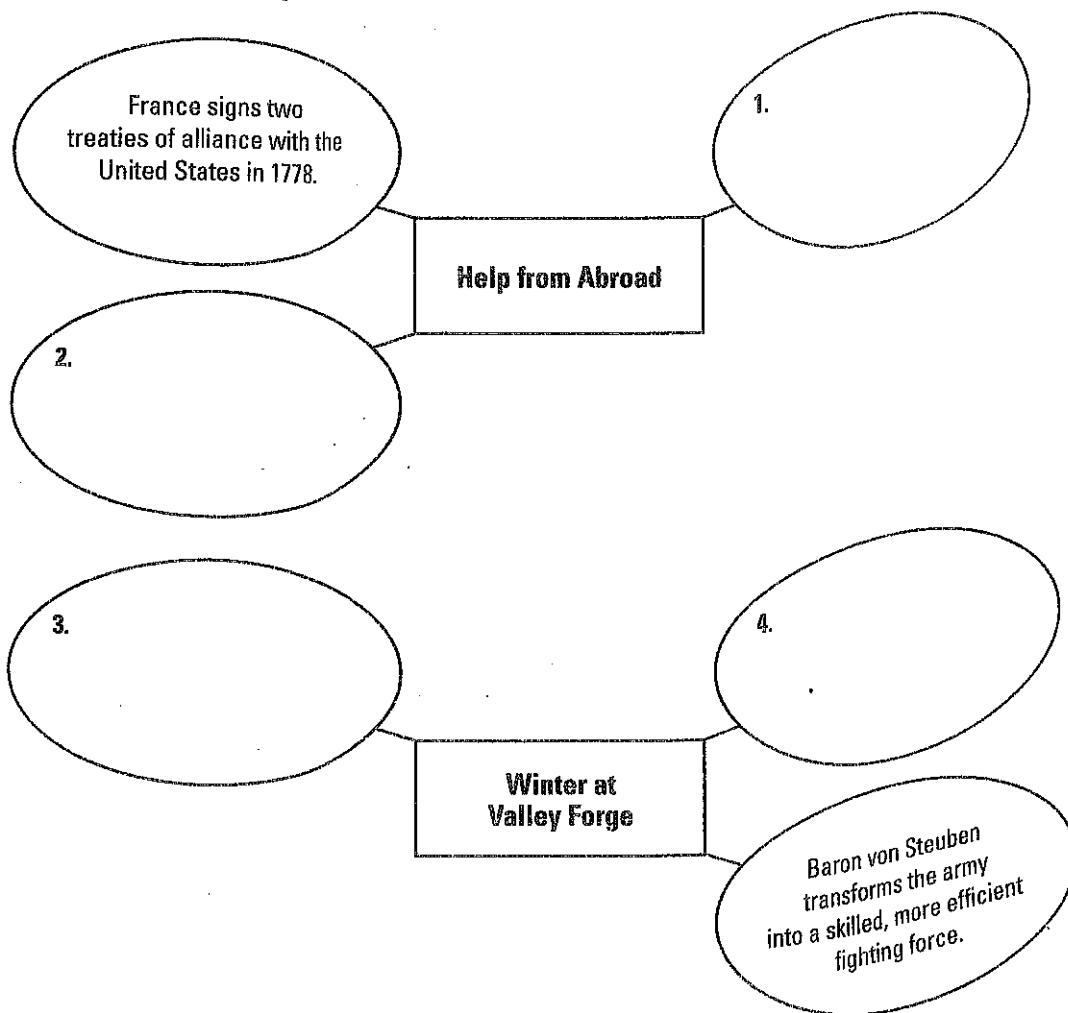 France signs two
treaties of alliance with the
United States in 1778.
1.
Help from Abroad
2.
3.
4.
Winter at
Valley Forge
Baron von Steuben
transforms the army
into a skilled, more efficient
fighting force.